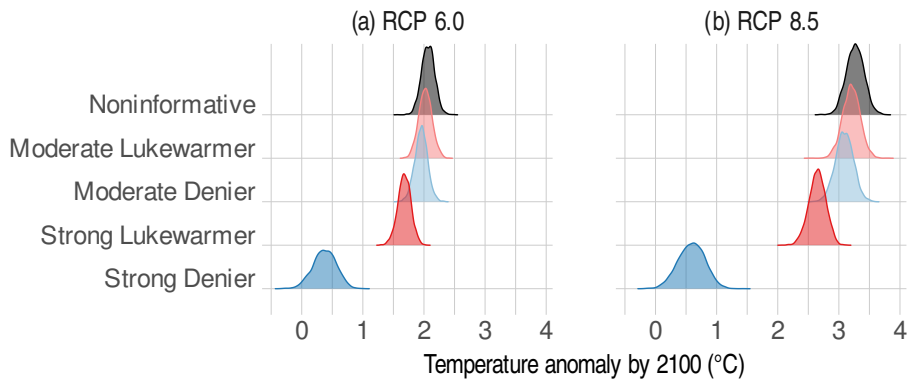 (a) RCP 6.0
(b) RCP 8.5
Noninformative
Moderate Lukewarmer
Moderate Denier
Strong Lukewarmer
Strong Denier
0 1 2 3 4
0 1 2 3 4
Temperature anomaly by 2100 (°C)